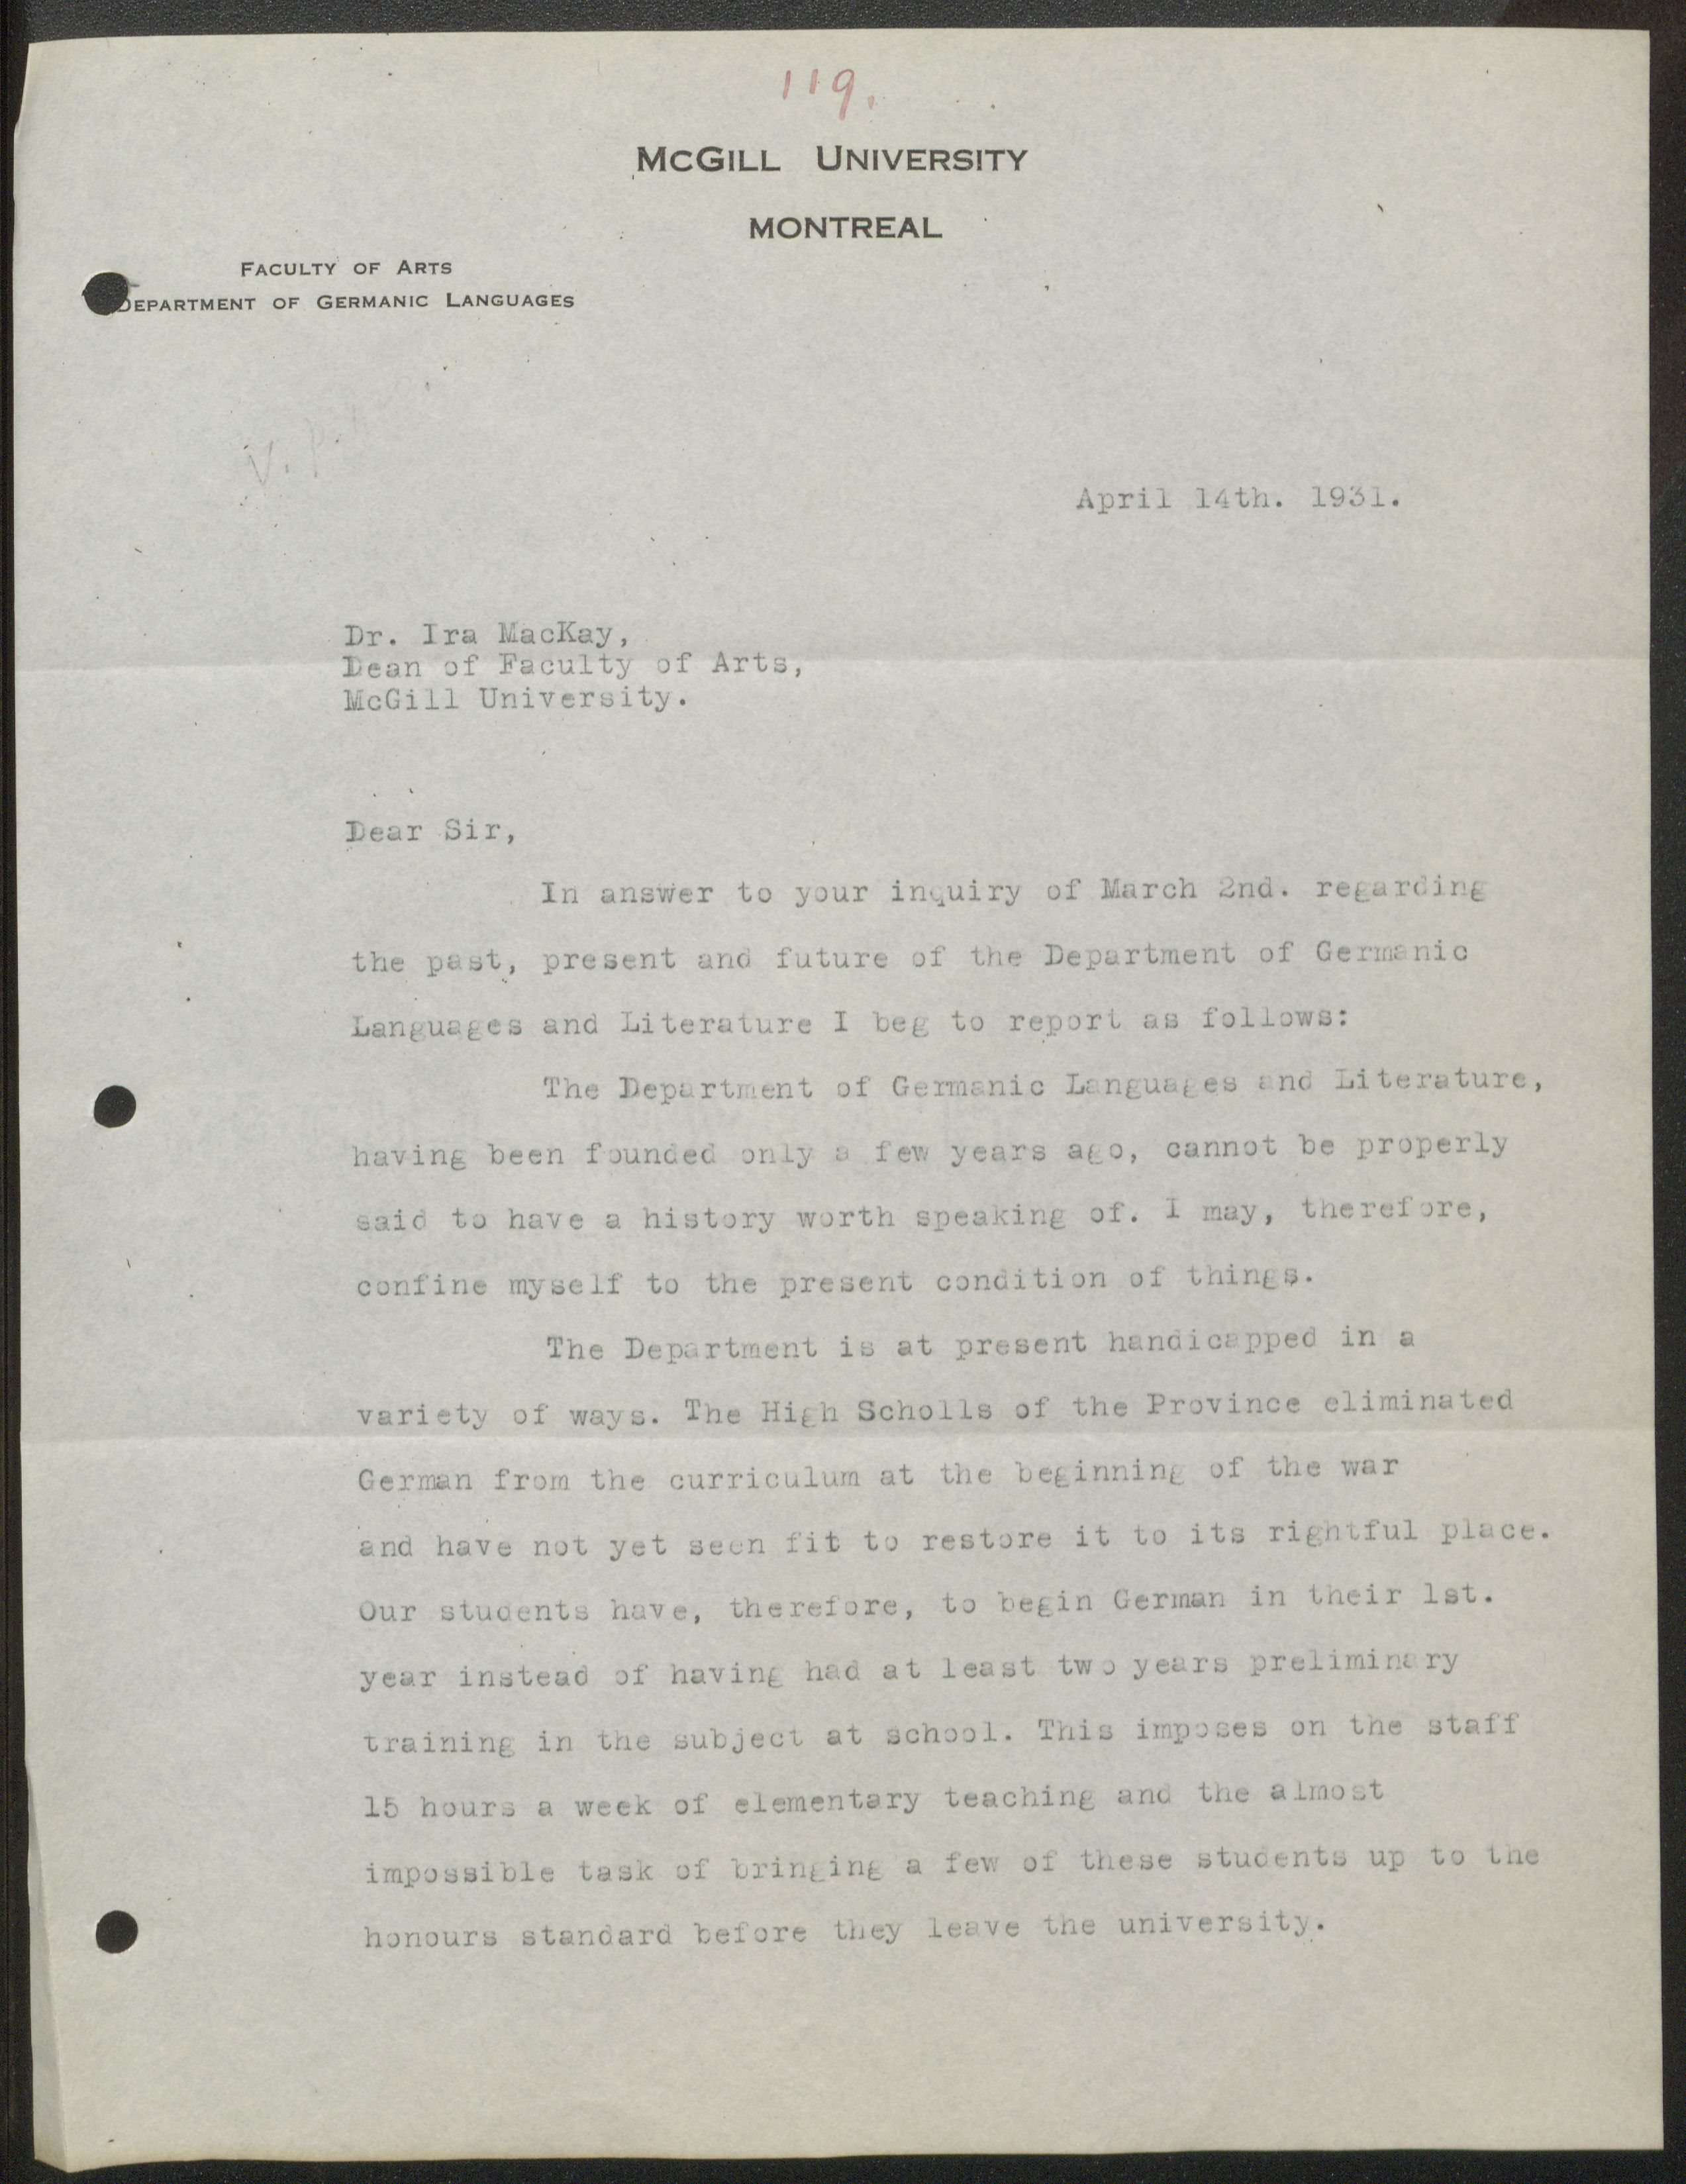 119.
McGill University
Montreal
Faculty of Arts
Department of Germanic Languages
V. P.
April 14th. 1931.
Dr. Ira MacKay,
Dean of Faculty of Arts,
McGill University.
Dear Sir,
In answer to your inquiry of March 2nd. regarding
the past, present and future of the Department of Germanic
Languages and Literature I beg to report as follows:
The Department of Germanic Languages and Literature,
having been founded only a few years ago, cannot be properly
said to have a history worth speaking of. I may, therefore,
confine myself to the present condition of things.
The Department is at present handicapped in a
variety of ways. The High Scholls of the Province eliminated
German from the curriculum at the beginning of the war
and have not yet seen fit to restore it to its rightful place.
Our students have, therefore, to begin German in their 1st.
year instead of having had at least two years preliminary
training in the subject at school. This imposes on the staff
15 hours a week of elementary teaching and the almost
impossible task of bringing a few of these students up to the
honours standard before they leave the university.